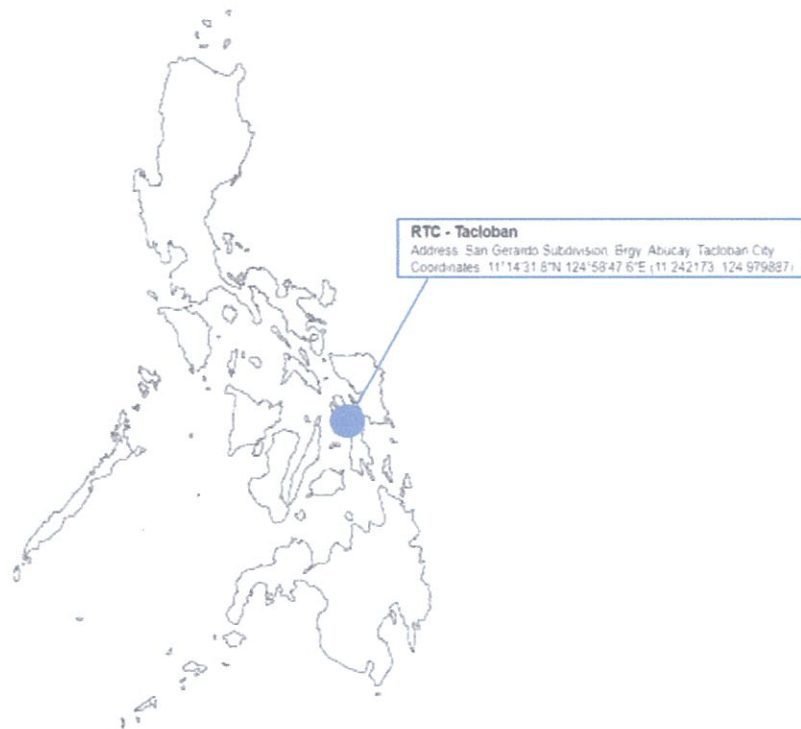 RTC - Tacloban
Address: San Gerardo Subdivision, Brgy. Abucay, Tacloban City
Coordinates: 11°14'31.8"N 124°58'47.6"E (11.242173, 124.979887)